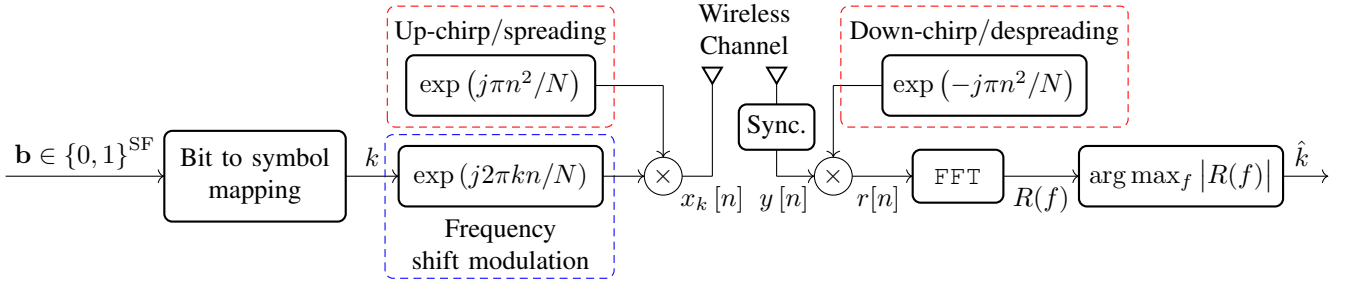 Up-chirp/spreading
exp (jπn²/N)
Wireless
Channel
Down-chirp/despreading
exp (−jπn²/N)
Sync.
b ∈ {0, 1}^SF
Bit to symbol
mapping
k
exp (j2πkn/N)
×
x_k [n]
y [n]
×
r[n]
FFT
R(f)
arg max_f |R(f)|
k̂
Frequency
shift modulation